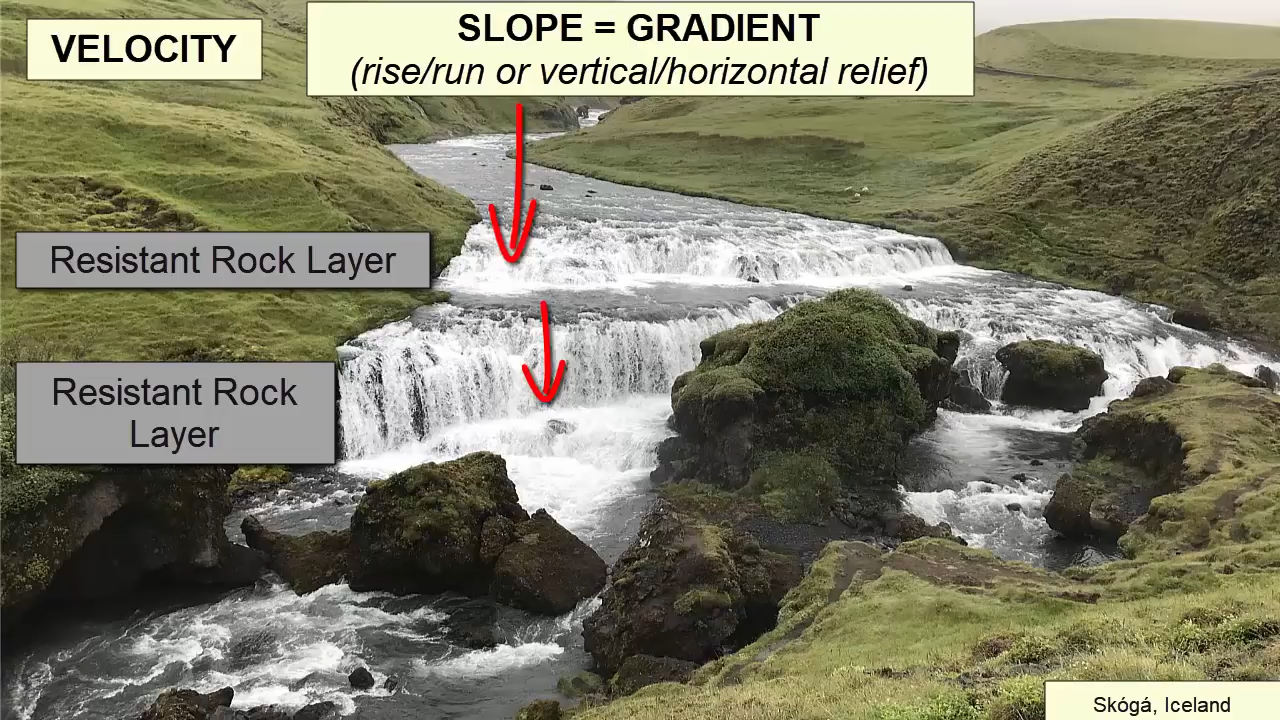 VELOCITY
SLOPE = GRADIENT
(rise/run or vertical/horizontal relief)
Resistant Rock Layer
Resistant Rock
Layer
Skógá, Iceland